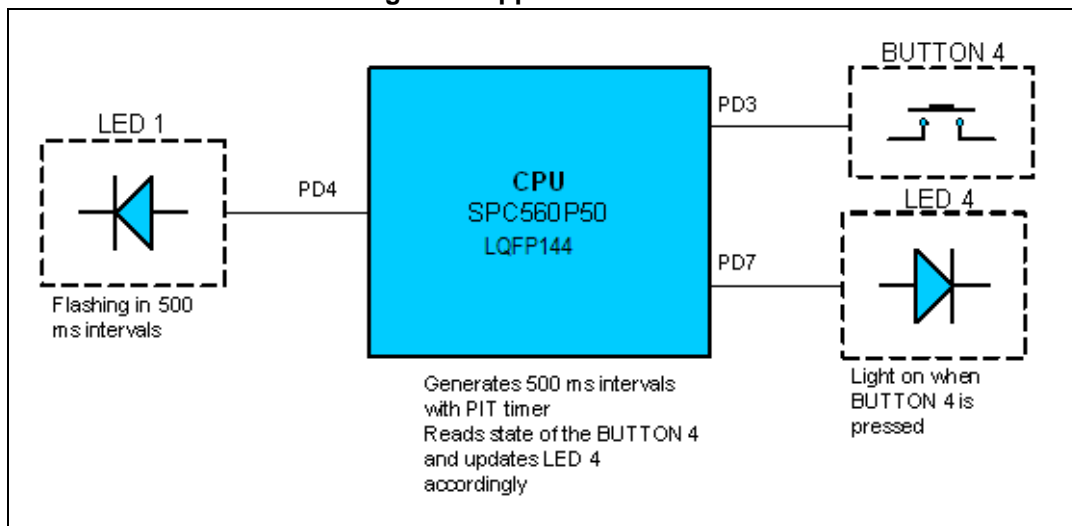 LED 1
Flashing in 500
ms intervals
PD4
CPU
SPC560P50
LQFP144
Generates 500 ms intervals
with PIT timer
Reads state of the BUTTON 4
and updates LED 4
accordingly
PD3
BUTTON 4
PD7
LED 4
Light on when
BUTTON 4 is
pressed